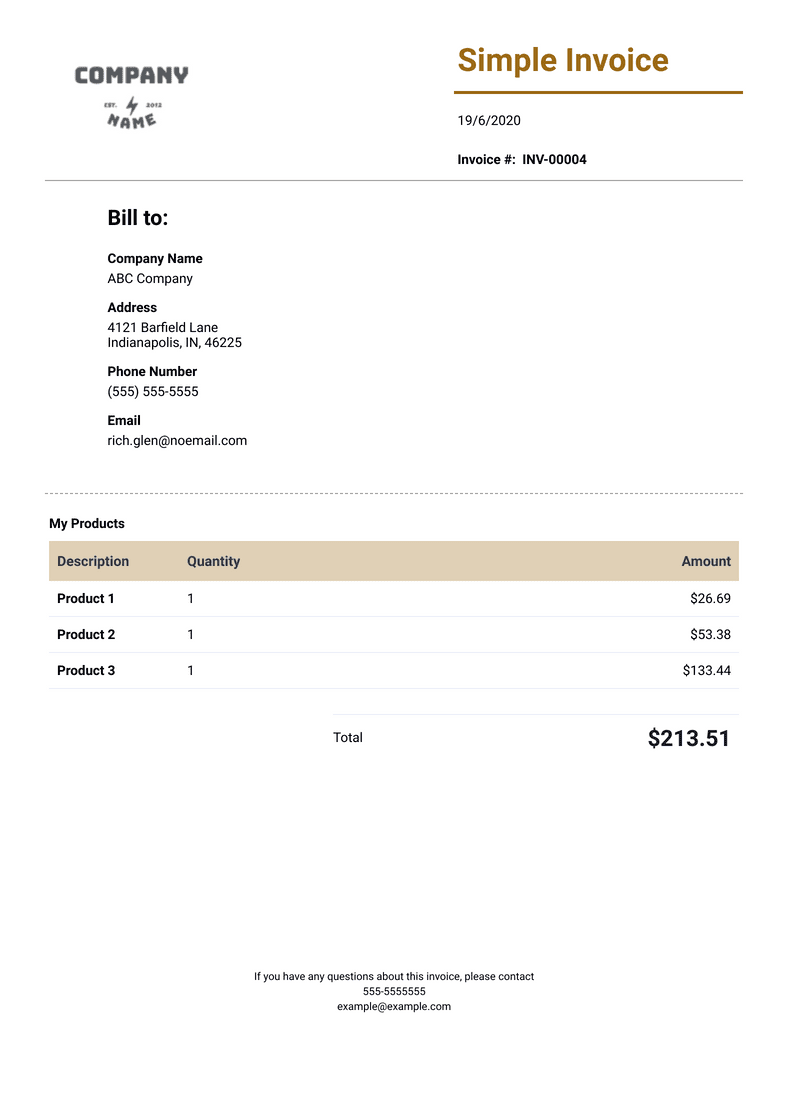 COMPANY
EST. 2012
NAME
Simple Invoice
19/6/2020
Invoice #: INV-00004
Bill to:
Company Name
ABC Company
Address
4121 Barfield Lane
Indianapolis, IN, 46225
Phone Number
(555) 555-5555
Email
rich.glen@noemail.com
My Products
Description Quantity Amount
Product 1 1 $26.69
Product 2 1 $53.38
Product 3 1 $133.44
Total $213.51
If you have any questions about this invoice, please contact
555-5555555
example@example.com